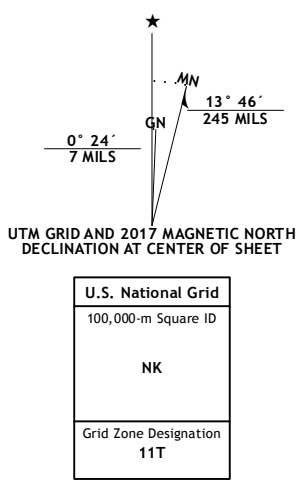 MN
13° 46´
245 MILS
GN
0° 24´
7 MILS
UTM GRID AND 2017 MAGNETIC NORTH
DECLINATION AT CENTER OF SHEET
U.S. National Grid
100,000-m Square ID
NK
Grid Zone Designation
11T